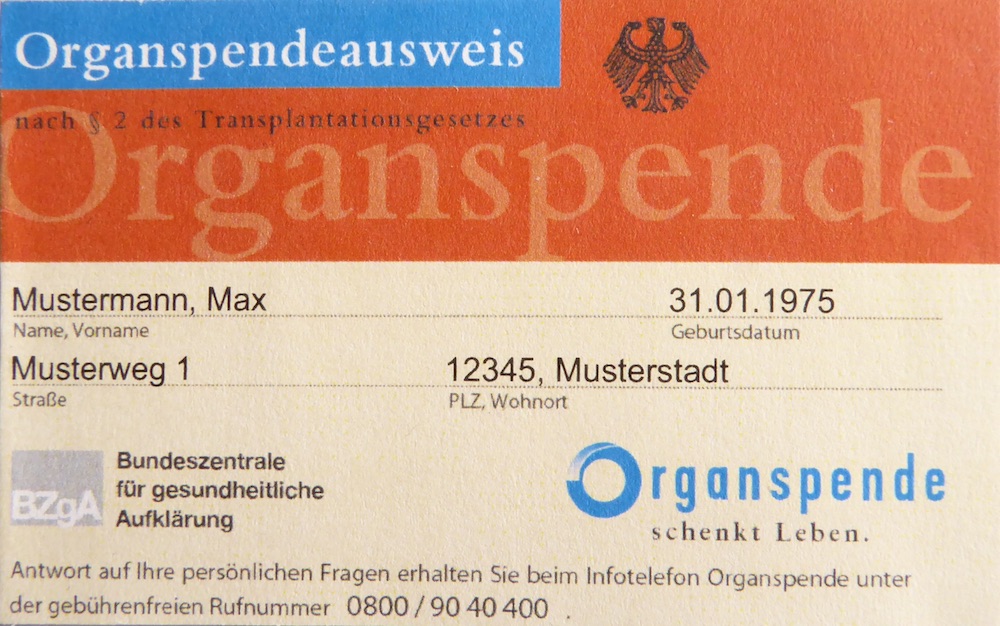 Organspendeausweis
nach § 2 des Transplantationsgesetzes
Organspende
Mustermann, Max 31.01.1975
Name, Vorname Geburtsdatum
Musterweg 1 12345, Musterstadt
Straße PLZ, Wohnort
BZgA
Bundeszentrale
für gesundheitliche
Aufklärung
Organspende
schenkt Leben.
Antwort auf Ihre persönlichen Fragen erhalten Sie beim Infotelefon Organspende unter
der gebührenfreien Rufnummer 0800 / 90 40 400 .